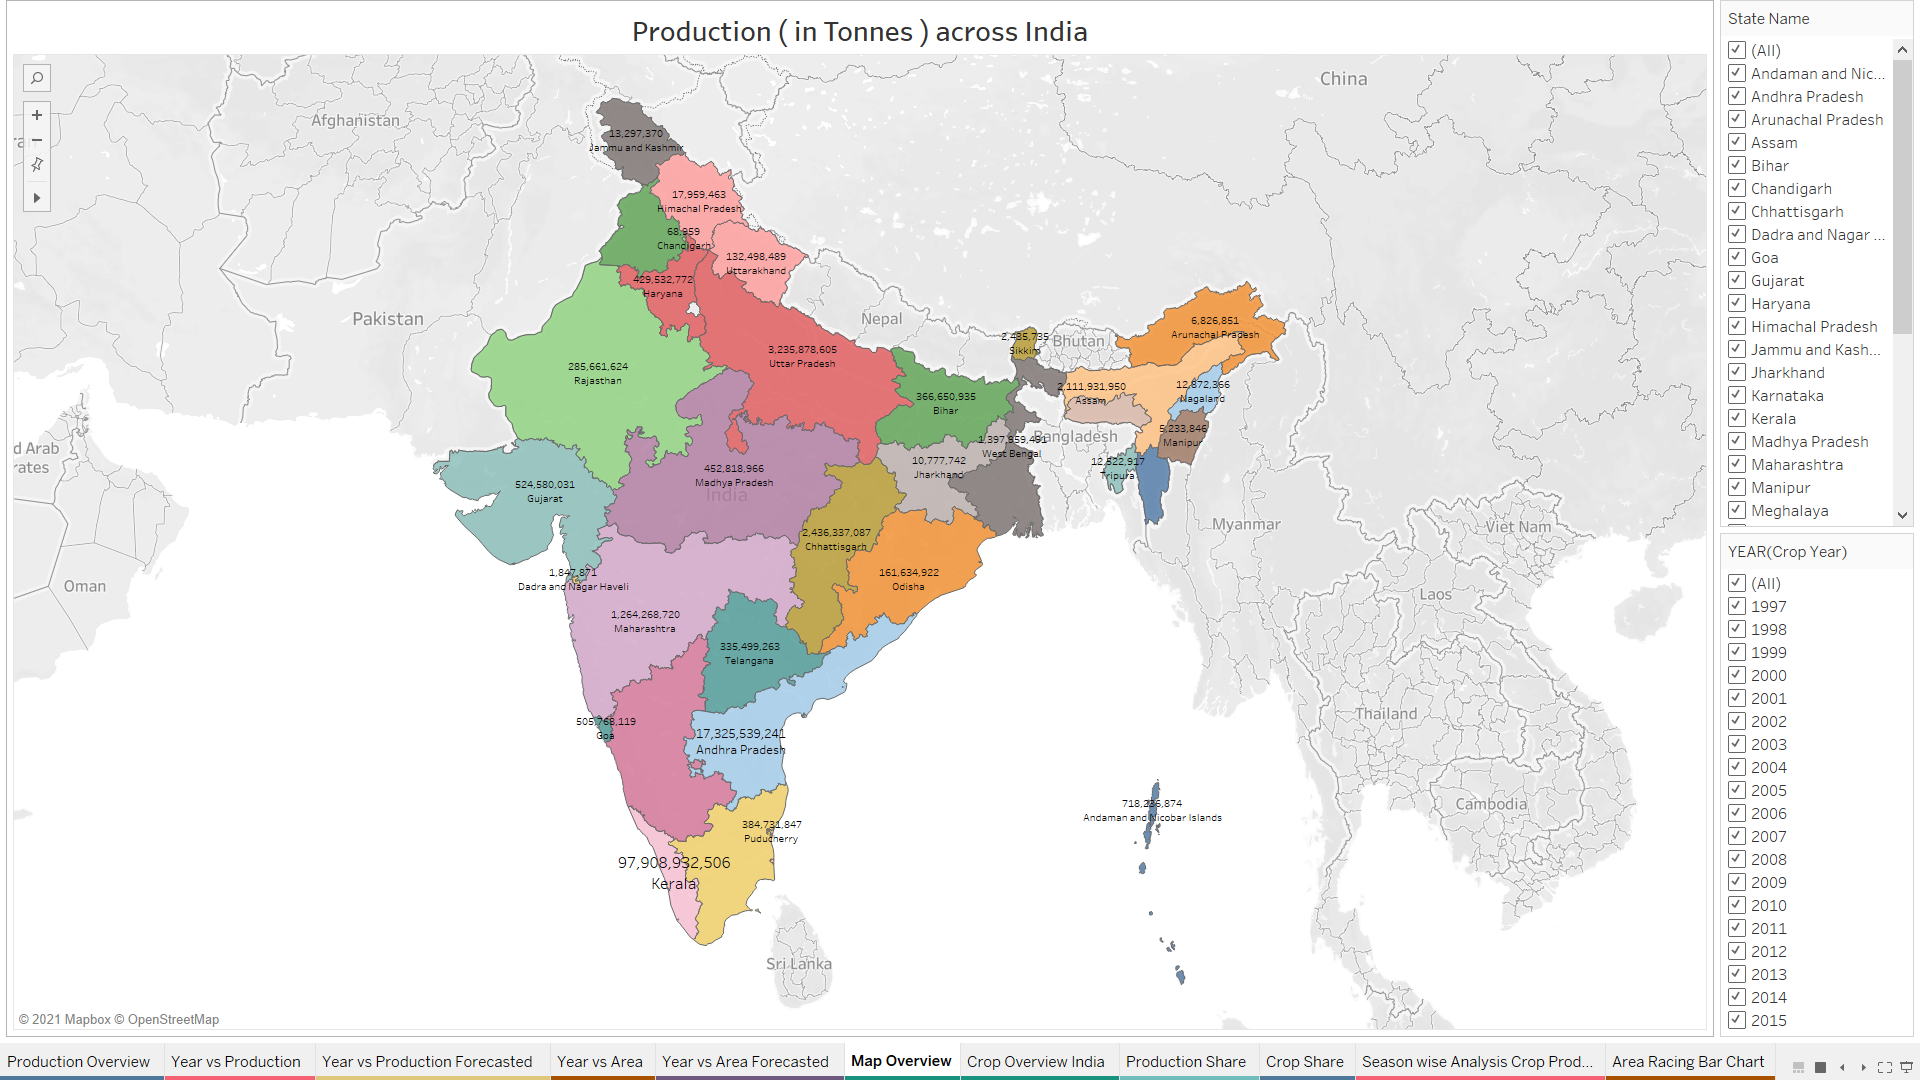 Production ( in Tonnes ) across India
China
Afghanistan
13,297,370
Jammu and Kashmir
17,959,463
Himachal Pradesh
68,959
Chandigarh
132,498,489
Uttarakhand
429,532,772
Haryana
Pakistan
Nepal
6,826,851
Arunachal Pradesh
2,485,735
Sikkim
Bhutan
3,235,878,605
Uttar Pradesh
285,661,624
Rajasthan
12,872,366
Nagaland
2,111,931,950
Assam
366,650,935
Bihar
5,233,846
Manipur
Bangladesh
West Bengal
d Arab
rates
10,777,742
Jharkhand
12,522,917
Tripura
452,818,966
Madhya Pradesh
India
524,580,031
Gujarat
Myanmar
Viet Nam
2,436,337,087
Chhattisgarh
1,847,871
Dadra and Nagar Haveli
161,634,922
Odisha
Oman
Laos
1,264,268,720
Maharashtra
335,499,263
Telangana
Thailand
505,768,119
Goa
17,325,539,241
Andhra Pradesh
Andaman and Nicobar Islands
Cambodia
384,731,847
Puducherry
97,908,932,506
Kerala
Sri Lanka
© 2021 Mapbox © OpenStreetMap
State Name
(All)
Andaman and Nic...
Andhra Pradesh
Arunachal Pradesh
Assam
Bihar
Chandigarh
Chhattisgarh
Dadra and Nagar ...
Goa
Gujarat
Haryana
Himachal Pradesh
Jammu and Kash...
Jharkhand
Karnataka
Kerala
Madhya Pradesh
Maharashtra
Manipur
Meghalaya
YEAR(Crop Year)
(All)
1997
1998
1999
2000
2001
2002
2003
2004
2005
2006
2007
2008
2009
2010
2011
2012
2013
2014
2015
Production Overview
Year vs Production
Year vs Production Forecasted
Year vs Area
Year vs Area Forecasted
Map Overview
Crop Overview India
Production Share
Crop Share
Season wise Analysis Crop Prod...
Area Racing Bar Chart